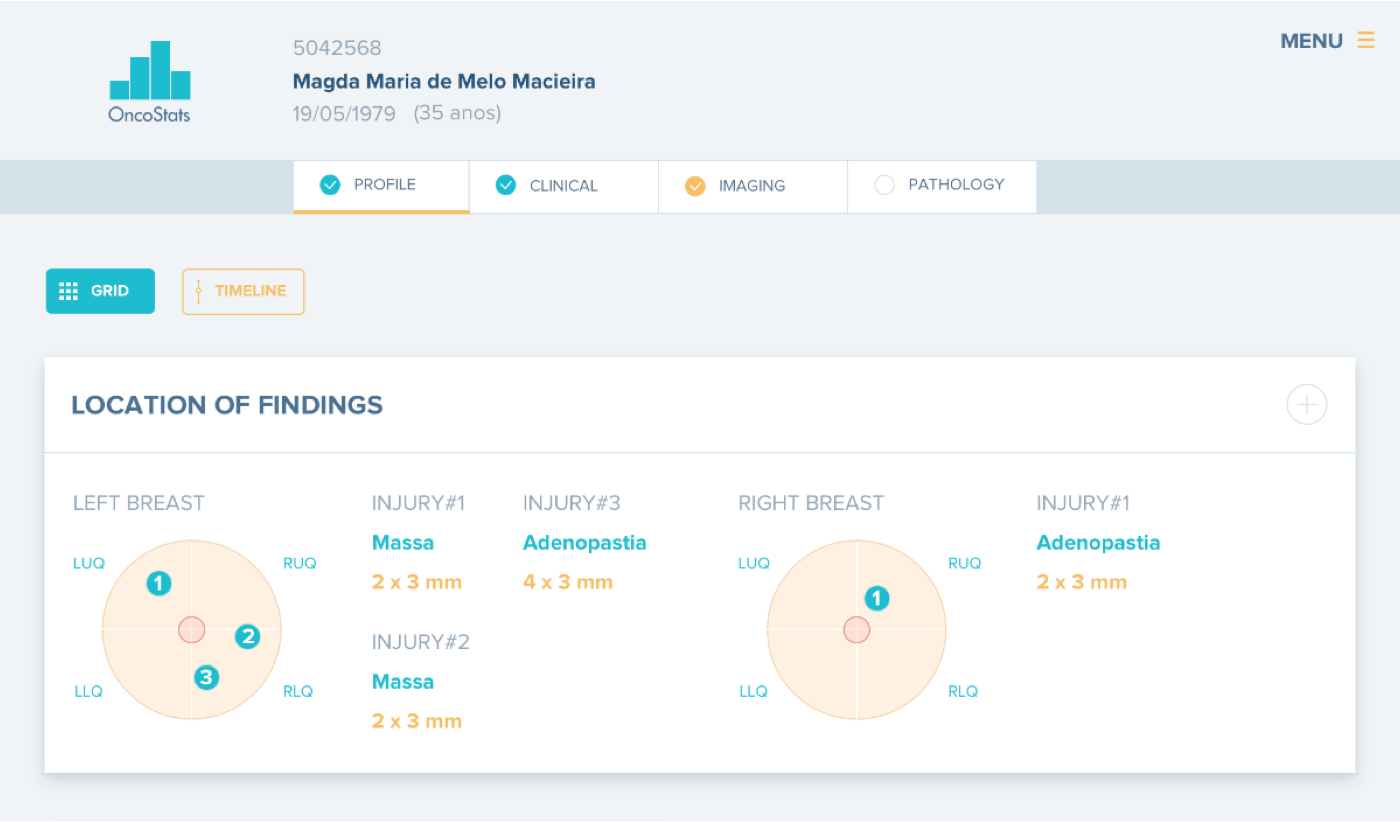 OncoStats
5042568
Magda Maria de Melo Macieira
19/05/1979 (35 anos)
MENU
PROFILE
CLINICAL
IMAGING
PATHOLOGY
GRID
TIMELINE
LOCATION OF FINDINGS
LEFT BREAST
LUQ
RUQ
1
2
3
LLQ
RLQ
INJURY#1
Massa
2 x 3 mm
INJURY#3
Adenopastia
4 x 3 mm
INJURY#2
Massa
2 x 3 mm
RIGHT BREAST
LUQ
RUQ
1
LLQ
RLQ
INJURY#1
Adenopastia
2 x 3 mm